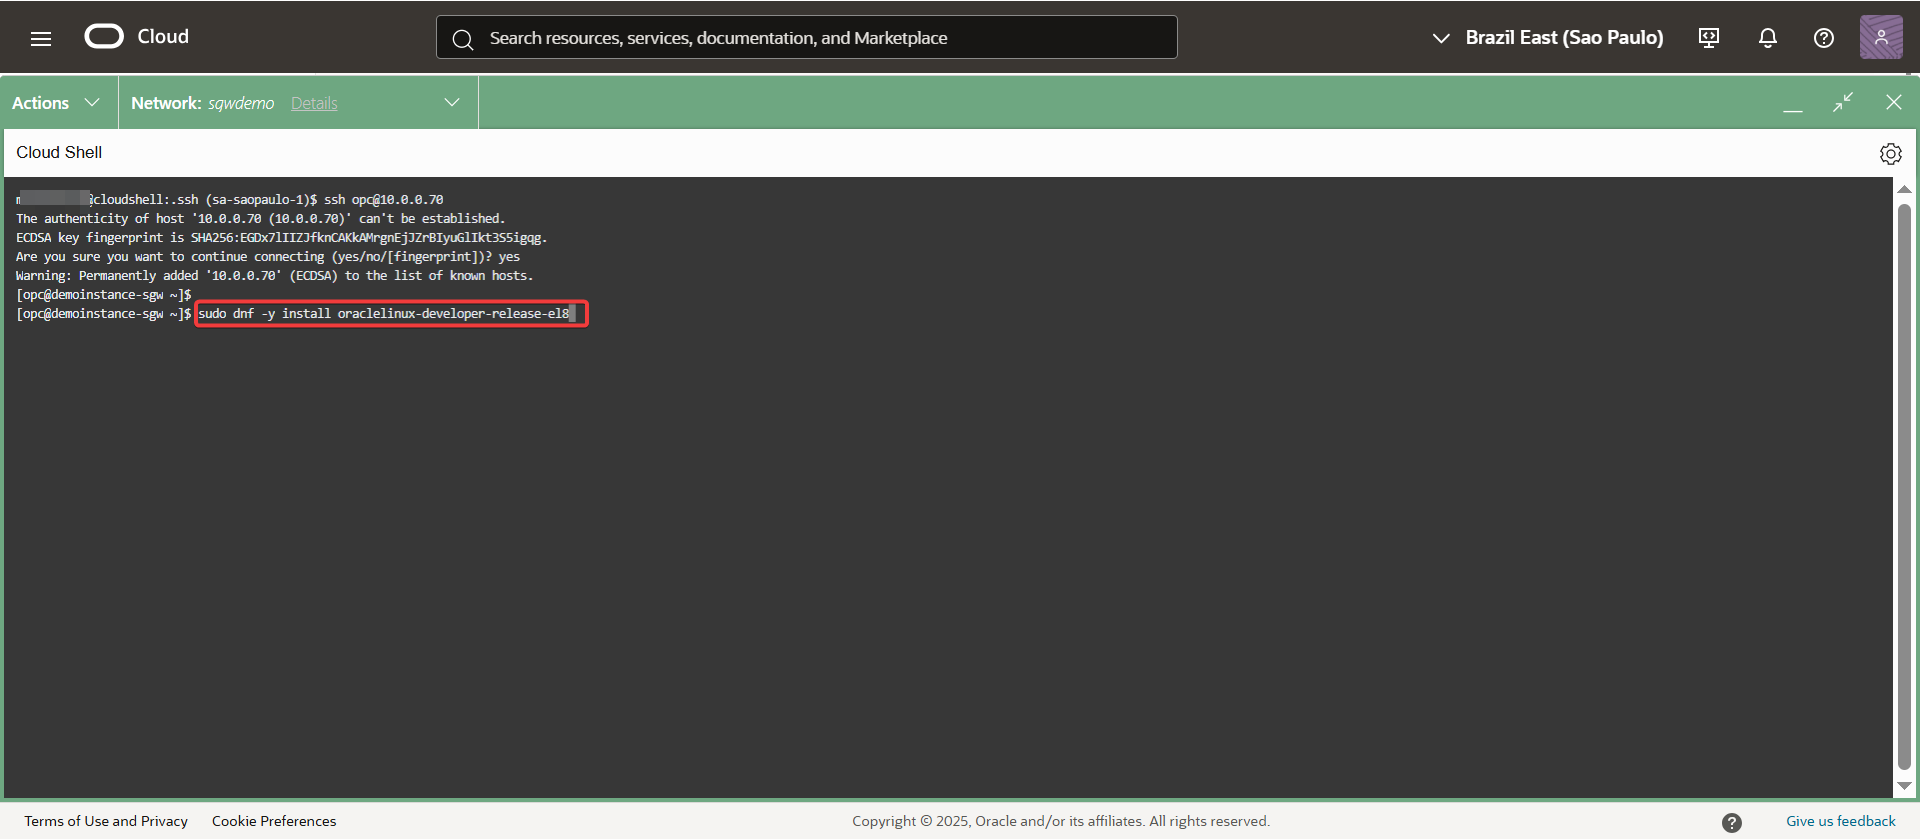 Cloud
Search resources, services, documentation, and Marketplace
Brazil East (Sao Paulo)
Actions
Network: sqwdemo Details
Cloud Shell
@cloudshell:.ssh (sa-saopaulo-1)$ ssh opc@10.0.0.70
The authenticity of host '10.0.0.70 (10.0.0.70)' can't be established.
ECDSA key fingerprint is SHA256:EGDx7lIIZJfknCAKkAMrgnEjJZrBIyuGlIkt3S5igqg.
Are you sure you want to continue connecting (yes/no/[fingerprint])? yes
Warning: Permanently added '10.0.0.70' (ECDSA) to the list of known hosts.
[opc@demoinstance-sgw ~]$
[opc@demoinstance-sgw ~]$ sudo dnf -y install oraclelinux-developer-release-el8
Terms of Use and Privacy
Cookie Preferences
Copyright © 2025, Oracle and/or its affiliates. All rights reserved.
Give us feedback